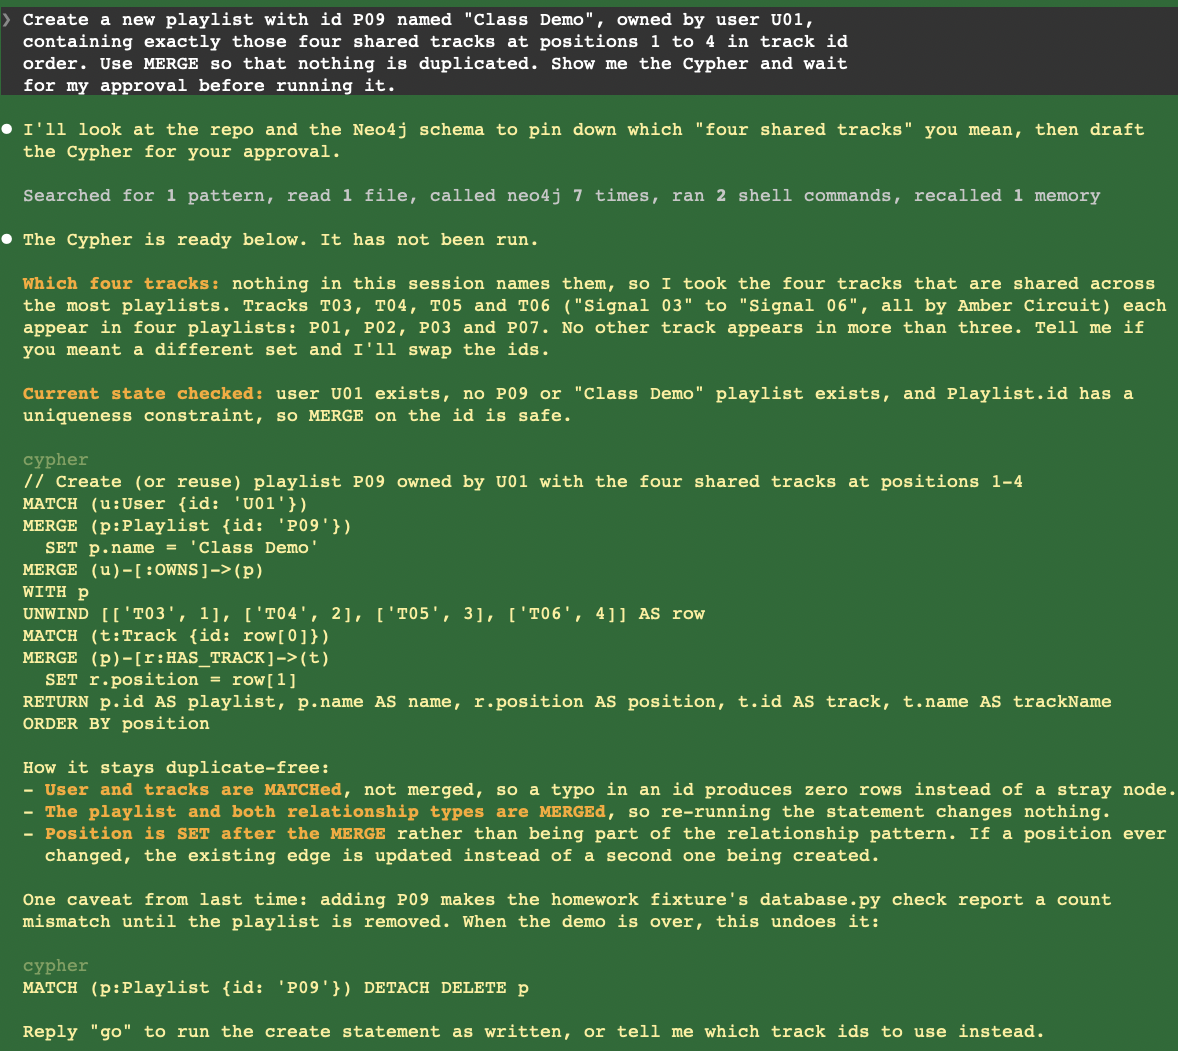 ❯ Create a new playlist with id P09 named "Class Demo", owned by user U01,
containing exactly those four shared tracks at positions 1 to 4 in track id
order. Use MERGE so that nothing is duplicated. Show me the Cypher and wait
for my approval before running it.
● I'll look at the repo and the Neo4j schema to pin down which "four shared tracks" you mean, then draft
the Cypher for your approval.
Searched for 1 pattern, read 1 file, called neo4j 7 times, ran 2 shell commands, recalled 1 memory
● The Cypher is ready below. It has not been run.
Which four tracks: nothing in this session names them, so I took the four tracks that are shared across
the most playlists. Tracks T03, T04, T05 and T06 ("Signal 03" to "Signal 06", all by Amber Circuit) each
appear in four playlists: P01, P02, P03 and P07. No other track appears in more than three. Tell me if
you meant a different set and I'll swap the ids.
Current state checked: user U01 exists, no P09 or "Class Demo" playlist exists, and Playlist.id has a
uniqueness constraint, so MERGE on the id is safe.
cypher
// Create (or reuse) playlist P09 owned by U01 with the four shared tracks at positions 1-4
MATCH (u:User {id: 'U01'})
MERGE (p:Playlist {id: 'P09'})
  SET p.name = 'Class Demo'
MERGE (u)-[:OWNS]->(p)
WITH p
UNWIND [['T03', 1], ['T04', 2], ['T05', 3], ['T06', 4]] AS row
MATCH (t:Track {id: row[0]})
MERGE (p)-[r:HAS_TRACK]->(t)
  SET r.position = row[1]
RETURN p.id AS playlist, p.name AS name, r.position AS position, t.id AS track, t.name AS trackName
ORDER BY position
How it stays duplicate-free:
- User and tracks are MATCHed, not merged, so a typo in an id produces zero rows instead of a stray node.
- The playlist and both relationship types are MERGEd, so re-running the statement changes nothing.
- Position is SET after the MERGE rather than being part of the relationship pattern. If a position ever
changed, the existing edge is updated instead of a second one being created.
One caveat from last time: adding P09 makes the homework fixture's database.py check report a count
mismatch until the playlist is removed. When the demo is over, this undoes it:
cypher
MATCH (p:Playlist {id: 'P09'}) DETACH DELETE p
Reply "go" to run the create statement as written, or tell me which track ids to use instead.